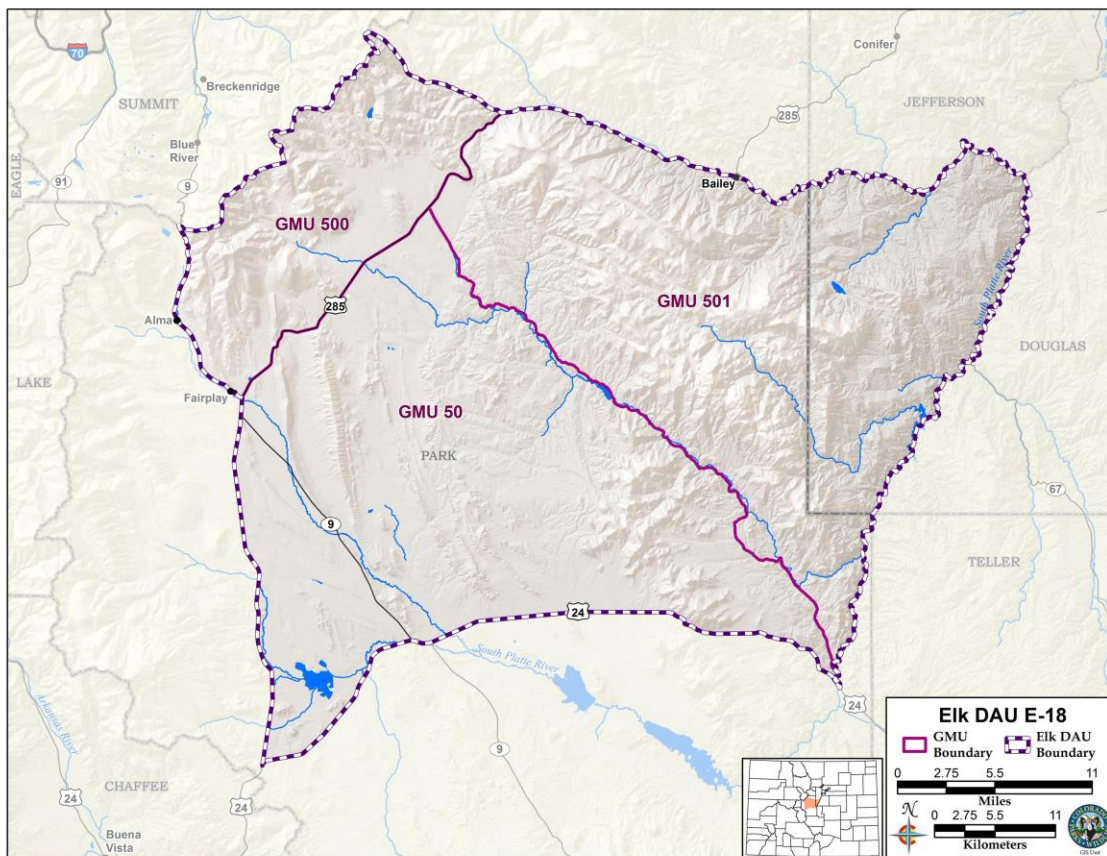 Conifer
70
Breckenridge
SUMMIT
JEFFERSON
285
Blue
River
EAGLE
91
9
Bailey
GMU 500
South Platte River
GMU 501
285
Alma
DOUGLAS
LAKE
Fairplay
GMU 50
PARK
67
9
TELLER
24
South Platte River
24
Arkansas River
9
CHAFFEE
24
24
Buena
Vista
Elk DAU E-18
GMU
Boundary
Elk DAU
Boundary
0 2.75 5.5 11
Miles
N
0 2.75 5.5 11
Kilometers
COLORADO
GIS Unit